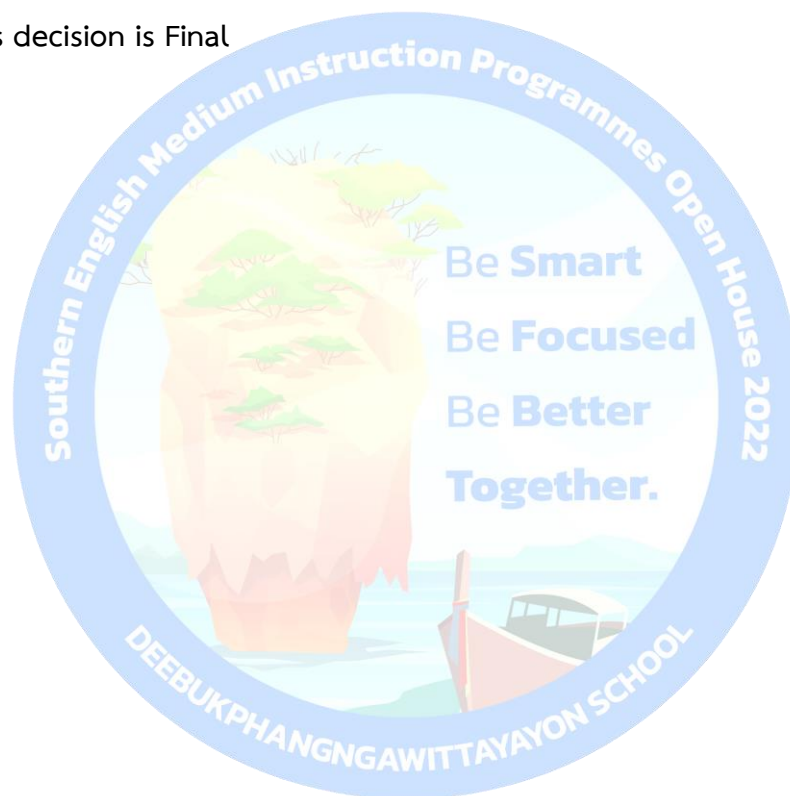 s decision is Final
Southern English Medium Instruction Programmes Open House 2022
Be Smart
Be Focused
Be Better
Together.
DEEBUKPHANGNGAWITTAYAYON SCHOOL